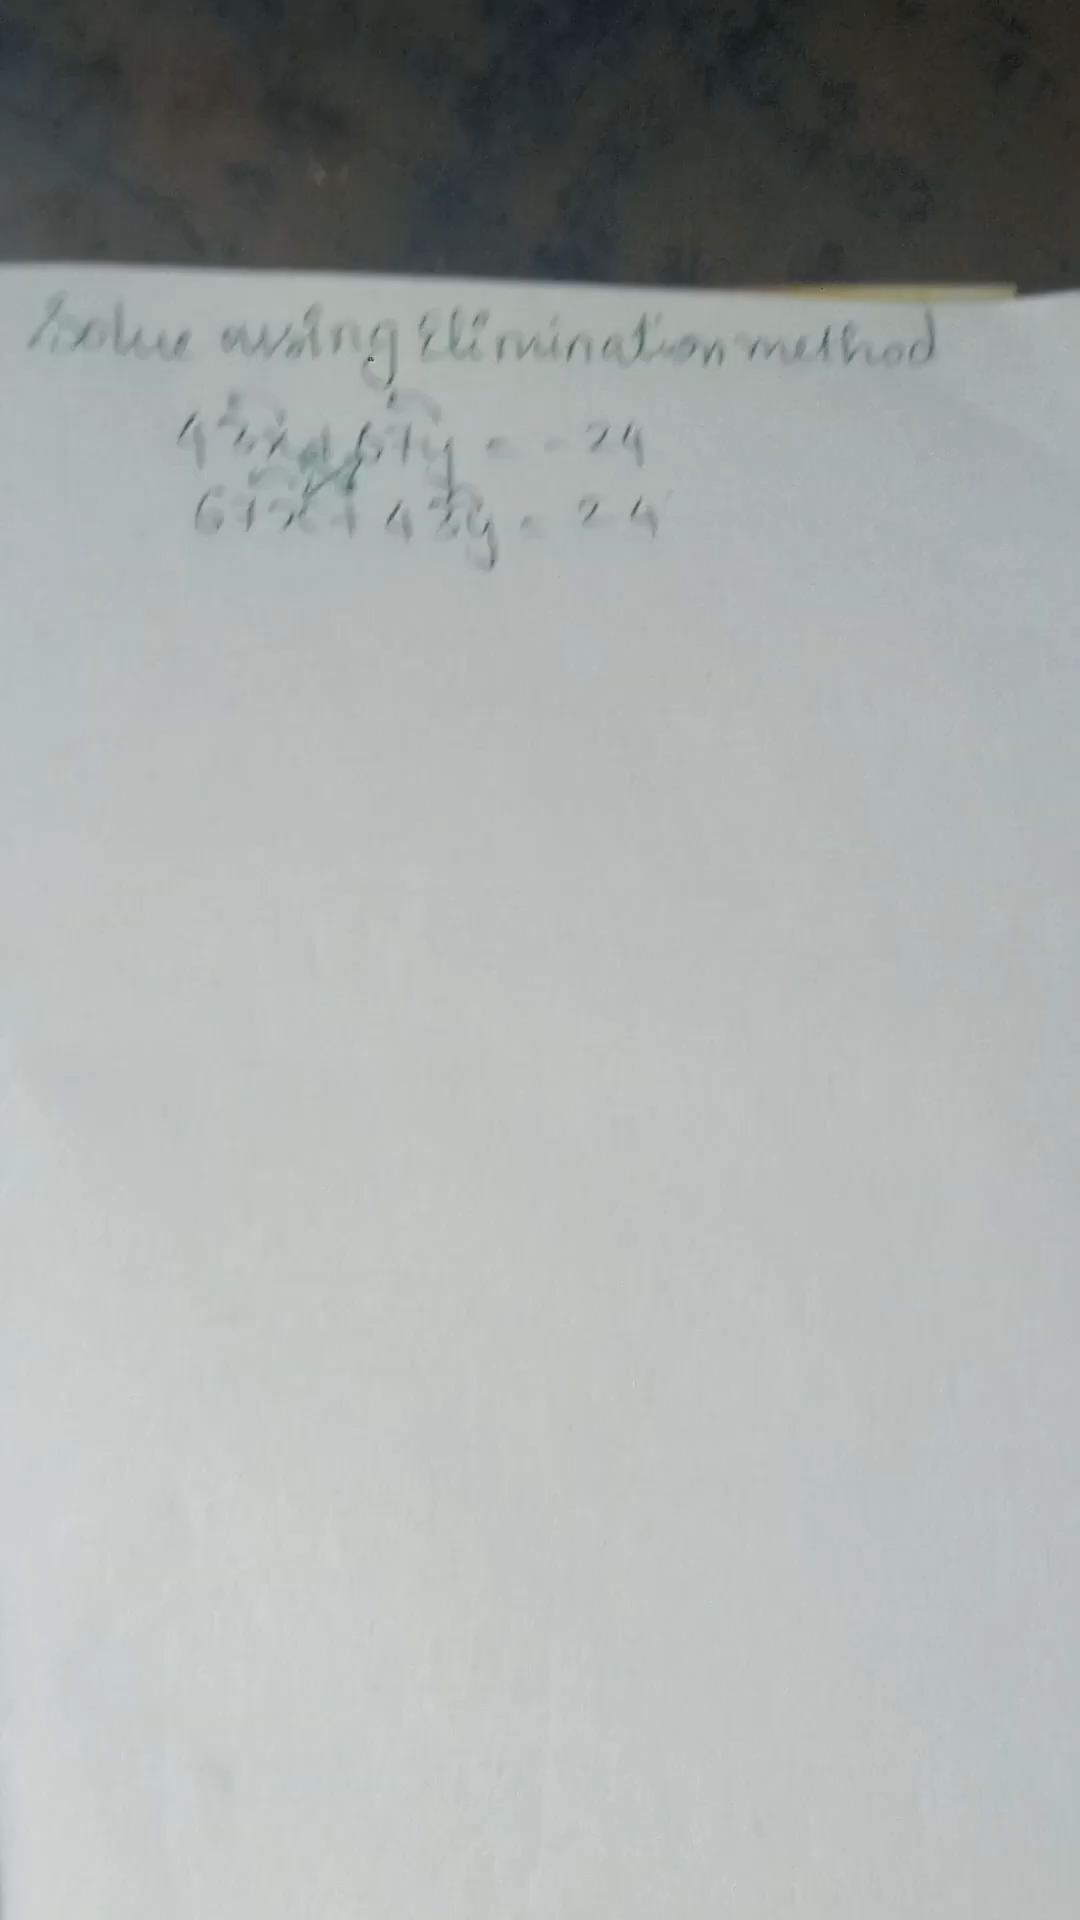 Solve using Elimination method
43x + 67y = - 24
67x + 43y = 24